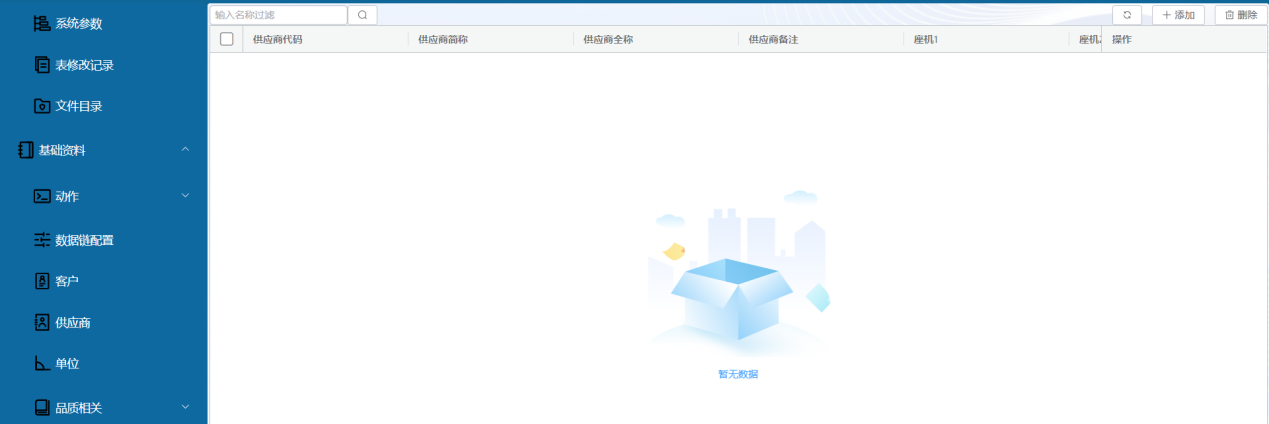 系统参数
表修改记录
文件目录
基础资料
动作
数据链配置
客户
供应商
单位
品质相关
输入名称过滤
添加
删除
供应商代码 供应商简称 供应商全称 供应商备注 座机1 座机 操作
暂无数据